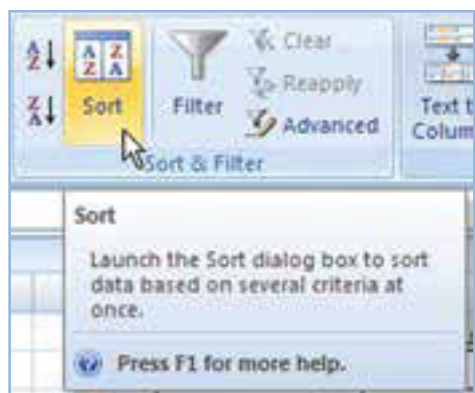 A
Z
Z
A
A Z
Z A
Sort
Filter
Clear
Reapply
Advanced
Text t
Colum
Sort & Filter
Sort
Launch the Sort dialog box to sort
data based on several criteria at
once.
Press F1 for more help.